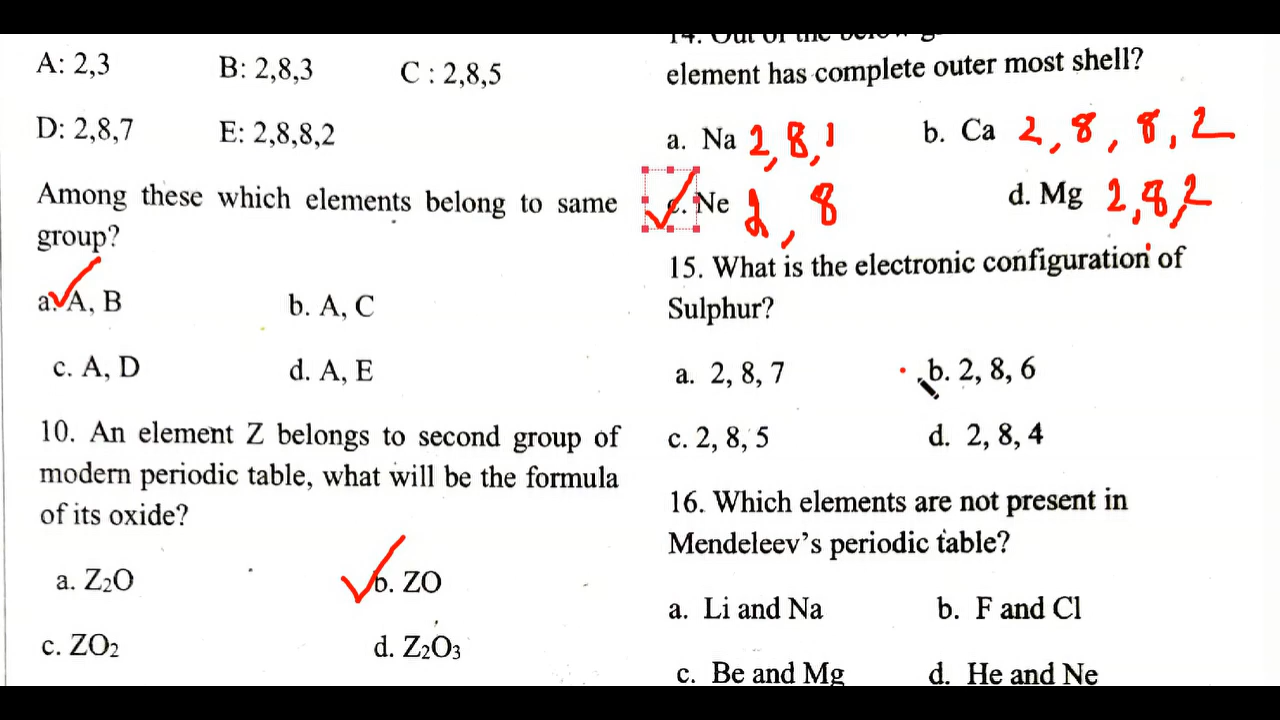 A: 2,3 B: 2,8,3 C : 2,8,5
D: 2,8,7 E: 2,8,8,2
Among these which elements belong to same
group?
a. A, B b. A, C
c. A, D d. A, E
10. An element Z belongs to second group of
modern periodic table, what will be the formula
of its oxide?
a. Z₂O b. ZO
c. ZO₂ d. Z₂O₃
14. Out of the below
element has complete outer most shell?
a. Na 2,8,1 b. Ca 2, 8, 8, 2
c. Ne 2, 8 d. Mg 2,8,2
15. What is the electronic configuration of
Sulphur?
a. 2, 8, 7 b. 2, 8, 6
c. 2, 8, 5 d. 2, 8, 4
16. Which elements are not present in
Mendeleev’s periodic table?
a. Li and Na b. F and Cl
c. Be and Mg d. He and Ne